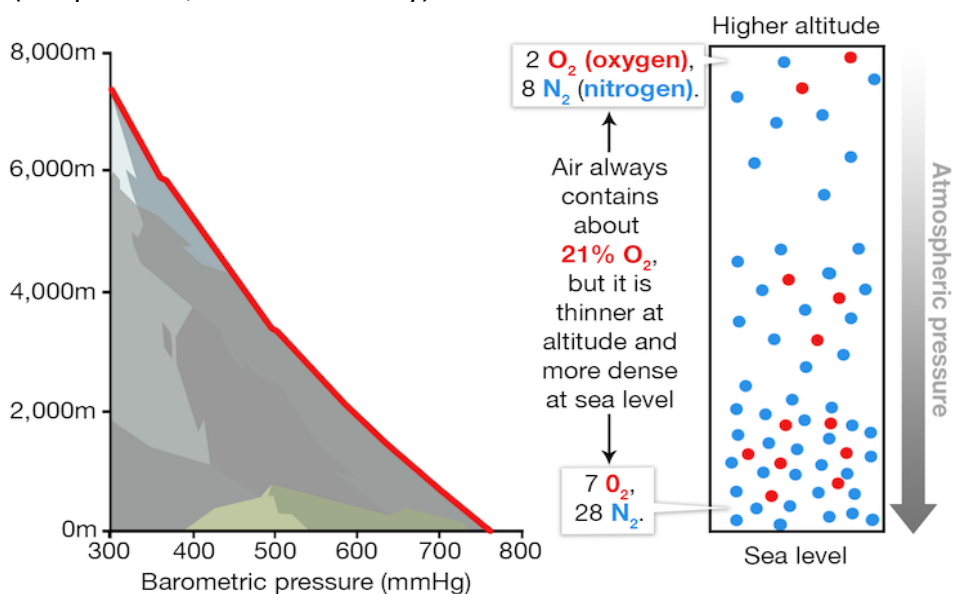 8,000m
6,000m
4,000m
2,000m
0m
300 400 500 600 700 800
Barometric pressure (mmHg)
2 O₂ (oxygen),
8 N₂ (nitrogen).
Air always
contains
about
21% O₂,
but it is
thinner at
altitude and
more dense
at sea level
7 0₂,
28 N₂.
Higher altitude
Sea level
Atmospheric pressure